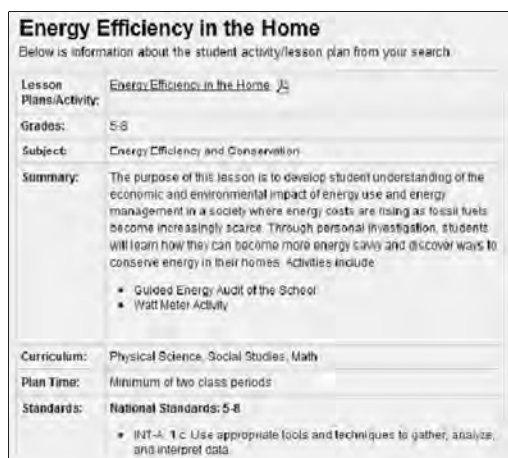 Energy Efficiency in the Home
Below is information about the student activity/lesson plan from your search.
Lesson Plans/Activity: Energy Efficiency in the Home
Grades: 5-8
Subject: Energy Efficiency and Conservation
Summary: The purpose of this lesson is to develop student understanding of the
economic and environmental impact of energy use and energy
management in a society where energy costs are rising as fossil fuels
become increasingly scarce. Through personal investigation, students
will learn how they can become more energy savvy and discover ways to
conserve energy in their homes. Activities include
• Guided Energy Audit of the School
• Watt Meter Activity
Curriculum: Physical Science, Social Studies, Math
Plan Time: Minimum of two class periods
Standards: National Standards: 5-8
• INT-A: 1.c. Use appropriate tools and techniques to gather, analyze,
and interpret data.